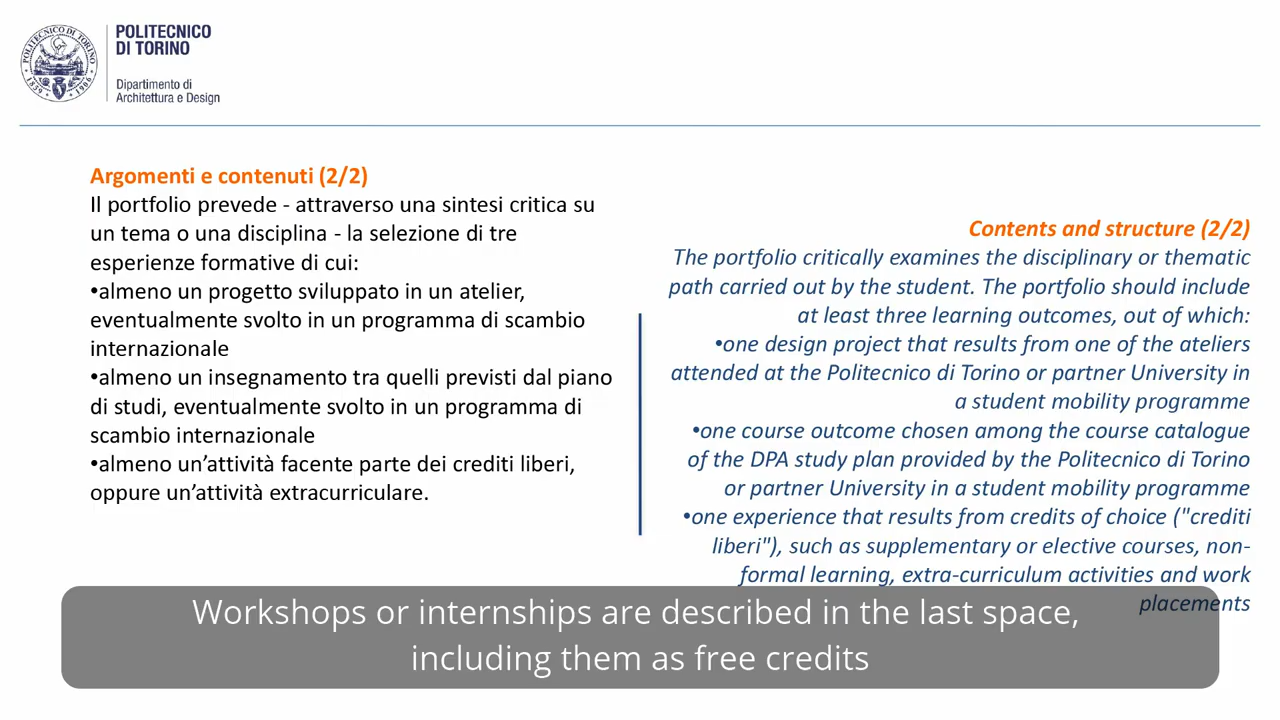 POLITECNICO
DI TORINO
Dipartimento di
Architettura e Design
Argomenti e contenuti (2/2)
Il portfolio prevede - attraverso una sintesi critica su
un tema o una disciplina - la selezione di tre
esperienze formative di cui:
•almeno un progetto sviluppato in un atelier,
eventualmente svolto in un programma di scambio
internazionale
•almeno un insegnamento tra quelli previsti dal piano
di studi, eventualmente svolto in un programma di
scambio internazionale
•almeno un’attività facente parte dei crediti liberi,
oppure un’attività extracurriculare.
Contents and structure (2/2)
The portfolio critically examines the disciplinary or thematic
path carried out by the student. The portfolio should include
at least three learning outcomes, out of which:
•one design project that results from one of the ateliers
attended at the Politecnico di Torino or partner University in
a student mobility programme
•one course outcome chosen among the course catalogue
of the DPA study plan provided by the Politecnico di Torino
or partner University in a student mobility programme
•one experience that results from credits of choice ("crediti
liberi"), such as supplementary or elective courses, non-
formal learning, extra-curriculum activities and work
placements
Workshops or internships are described in the last space,
including them as free credits